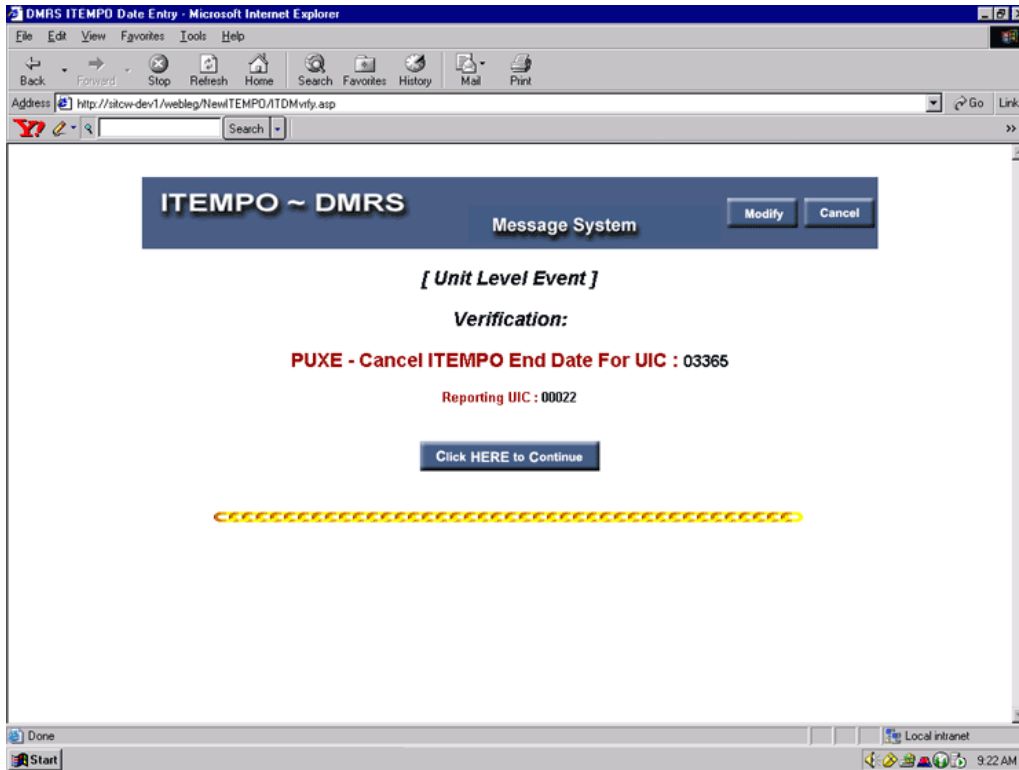 DMRS ITEMPO Date Entry - Microsoft Internet Explorer
File Edit View Favorites Tools Help
Back Forward Stop Refresh Home Search Favorites History Mail Print
Address http://sitcw-dev1/webleg/NewITEMPO/ITDMvrfy.asp Go Link
Y! Search »
ITEMPO ~ DMRS
Message System
Modify Cancel
[ Unit Level Event ]
Verification:
PUXE - Cancel ITEMPO End Date For UIC : 03365
Reporting UIC : 00022
Click HERE to Continue
Done Local intranet
Start 9:22 AM